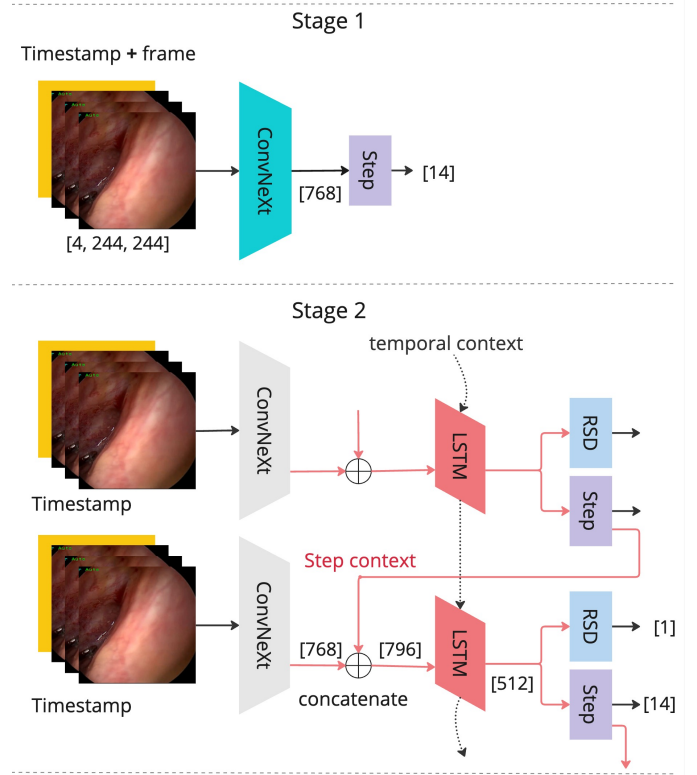 Stage 1
Timestamp + frame
ConvNeXt
Step
[768]
[14]
[4, 244, 244]
Stage 2
temporal context
ConvNeXt
LSTM
RSD
Step
Timestamp
Step context
ConvNeXt
[768]
[796]
LSTM
RSD
[1]
[512]
Step
[14]
concatenate
Timestamp